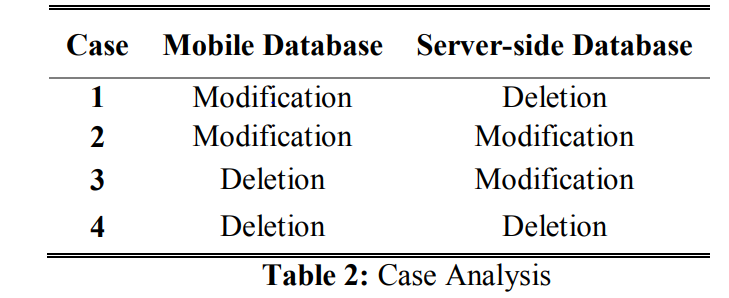 Case Mobile Database Server-side Database
1 Modification Deletion
2 Modification Modification
3 Deletion Modification
4 Deletion Deletion
Table 2: Case Analysis